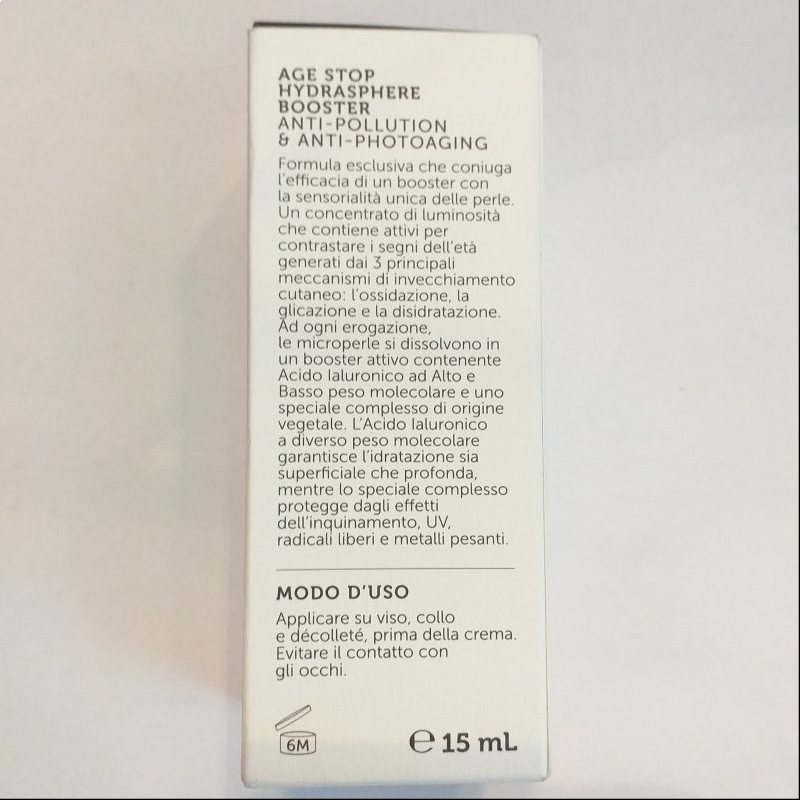 AGE STOP
HYDRASPHERE
BOOSTER
ANTI-POLLUTION
& ANTI-PHOTOAGING
Formula esclusiva che coniuga
l'efficacia di un booster con
la sensorialità unica delle perle.
Un concentrato di luminosità
che contiene attivi per
contrastare i segni dell'età
generati dai 3 principali
meccanismi di invecchiamento
cutaneo: l'ossidazione, la
glicazione e la disidratazione.
Ad ogni erogazione,
le microperle si dissolvono in
un booster attivo contenente
Acido Ialuronico ad Alto e
Basso peso molecolare e uno
speciale complesso di origine
vegetale. L'Acido Ialuronico
a diverso peso molecolare
garantisce l'idratazione sia
superficiale che profonda,
mentre lo speciale complesso
protegge dagli effetti
dell'inquinamento, UV,
radicali liberi e metalli pesanti.
MODO D'USO
Applicare su viso, collo
e décolleté, prima della crema.
Evitare il contatto con
gli occhi.
6M
℮ 15 mL